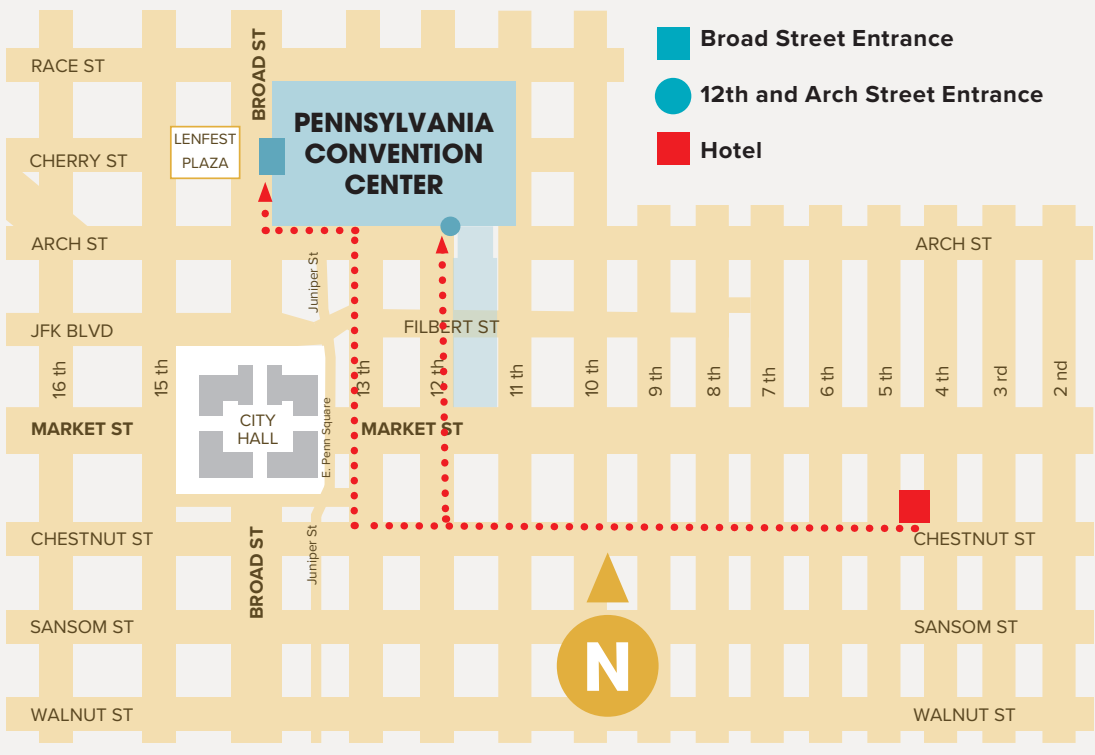 Broad Street Entrance
12th and Arch Street Entrance
Hotel
RACE ST
BROAD ST
PENNSYLVANIA
CONVENTION
CENTER
LENFEST
PLAZA
CHERRY ST
ARCH ST
ARCH ST
Juniper St
JFK BLVD
FILBERT ST
16 th
15 th
13 th
12 th
11 th
10 th
9 th
8 th
7 th
6 th
5 th
4 th
3 rd
2 nd
MARKET ST
CITY
HALL
E. Penn Square
MARKET ST
CHESTNUT ST
BROAD ST
Juniper St
CHESTNUT ST
SANSOM ST
SANSOM ST
N
WALNUT ST
WALNUT ST